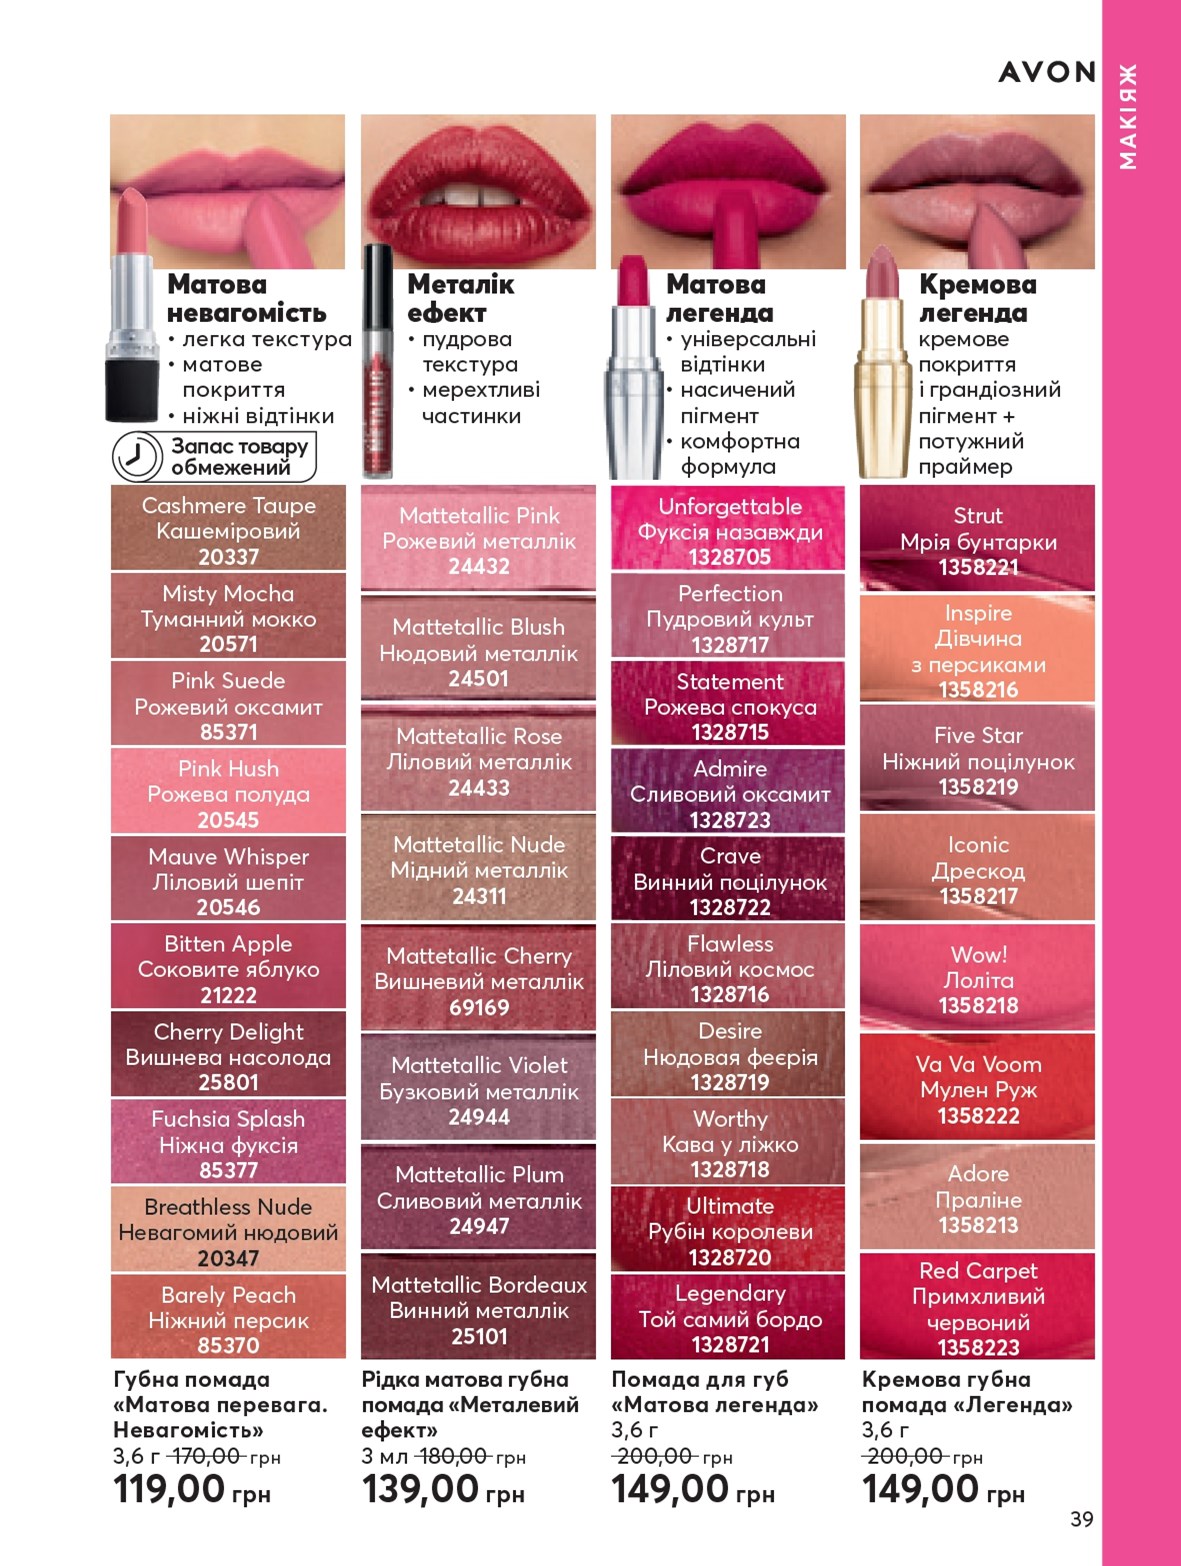 AVON
МАКІЯЖ
Матова
невагомість
• легка текстура
• матове
покриття
• ніжні відтінки
Запас товару
обмежений
Cashmere Taupe
Кашеміровий
20337
Misty Mocha
Туманний мокко
20571
Pink Suede
Рожевий оксамит
85371
Pink Hush
Рожева полуда
20545
Mauve Whisper
Ліловий шепіт
20546
Bitten Apple
Соковите яблуко
21222
Cherry Delight
Вишнева насолода
25801
Fuchsia Splash
Ніжна фуксія
85377
Breathless Nude
Невагомий нюдовий
20347
Barely Peach
Ніжний персик
85370
Губна помада
«Матова перевага.
Невагомість»
3,6 г 170,00 грн
119,00 грн
Металік
ефект
• пудрова
текстура
• мерехтливі
частинки
METALLIC
Mattetallic Pink
Рожевий металлік
24432
Mattetallic Blush
Нюдовий металлік
24501
Mattetallic Rose
Ліловий металлік
24433
Mattetallic Nude
Мідний металлік
24311
Mattetallic Cherry
Вишневий металлік
69169
Mattetallic Violet
Бузковий металлік
24944
Mattetallic Plum
Сливовий металлік
24947
Mattetallic Bordeaux
Винний металлік
25101
Рідка матова губна
помада «Металевий
ефект»
3 мл 180,00 грн
139,00 грн
Матова
легенда
• універсальні
відтінки
• насичений
пігмент
• комфортна
формула
Unforgettable
Фуксія назавжди
1328705
Perfection
Пудровий культ
1328717
Statement
Рожева спокуса
1328715
Admire
Сливовий оксамит
1328723
Crave
Винний поцілунок
1328722
Flawless
Ліловий космос
1328716
Desire
Нюдовая феєрія
1328719
Worthy
Кава у ліжко
1328718
Ultimate
Рубін королеви
1328720
Legendary
Той самий бордо
1328721
Помада для губ
«Матова легенда»
3,6 г
200,00 грн
149,00 грн
Кремова
легенда
кремове
покриття
і грандіозний
пігмент +
потужний
праймер
Strut
Мрія бунтарки
1358221
Inspire
Дівчина
з персиками
1358216
Five Star
Ніжний поцілунок
1358219
Iconic
Дрескод
1358217
Wow!
Лоліта
1358218
Va Va Voom
Мулен Руж
1358222
Adore
Праліне
1358213
Red Carpet
Примхливий
червоний
1358223
Кремова губна
помада «Легенда»
3,6 г
200,00 грн
149,00 грн
39